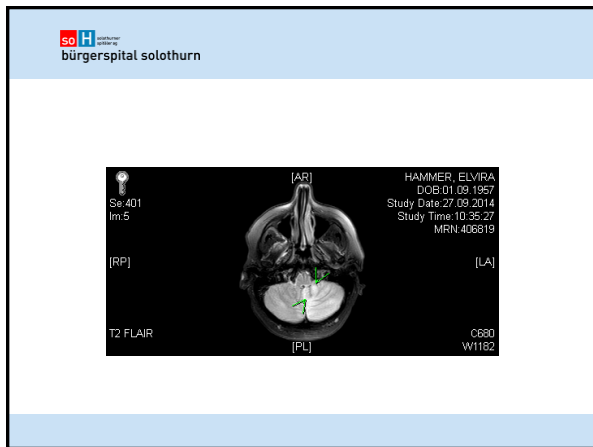 so H solothurner
spitäler ag
bürgerspital solothurn
[AR]
HAMMER, ELVIRA
DOB:01.09.1957
Se:401
Study Date:27.09.2014
Im:5
Study Time:10:35:27
MRN:406819
[RP]
[LA]
T2 FLAIR
C680
[PL]
W1182